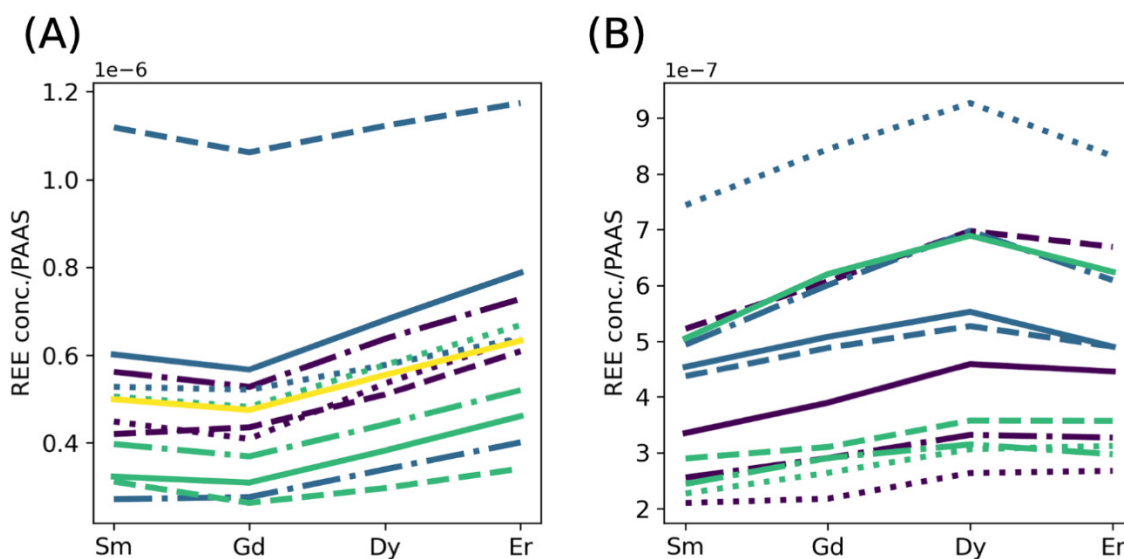 (A)
1e−6
REE conc./PAAS
1.2
1.0
0.8
0.6
0.4
Sm Gd Dy Er
(B)
1e−7
REE conc./PAAS
9
8
7
6
5
4
3
2
Sm Gd Dy Er